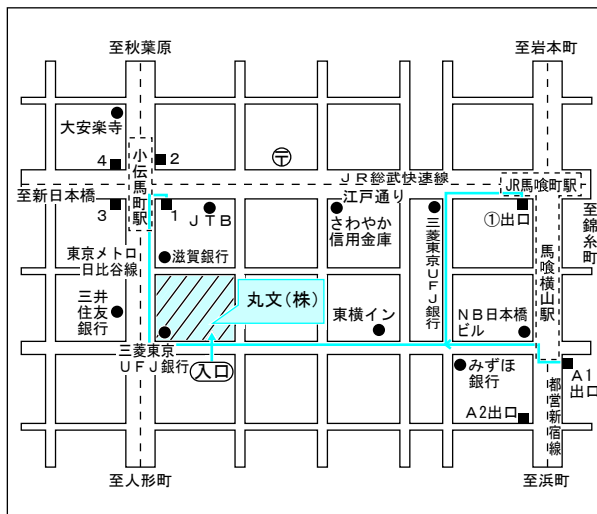 至秋葉原
至岩本町
大安楽寺
小伝馬町駅
4
2
〒
JR総武快速線
JR馬喰町駅
至新日本橋
江戸通り
至錦糸町
3
1
JTB
さわやか
信用金庫
三菱東京UFJ銀行
①出口
馬喰横山駅
東京メトロ
日比谷線
滋賀銀行
三井
住友
銀行
丸文(株)
東横イン
NB日本橋
ビル
三菱東京
UFJ銀行
入口
みずほ
銀行
A1
出口
A2出口
都営新宿線
至人形町
至浜町